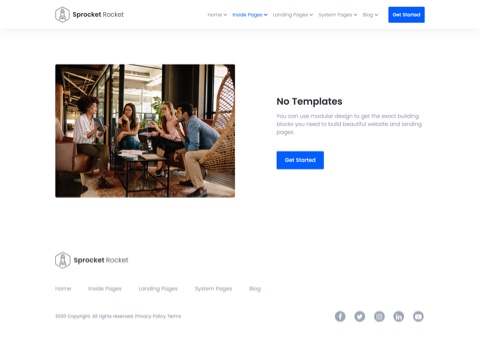 Sprocket Rocket
Home Inside Pages Landing Pages System Pages Blog Get Started
No Templates
You can use modular design to get the exact building
blocks you need to build beautiful website and landing
pages.
Get Started
Sprocket Rocket
Home Inside Pages Landing Pages System Pages Blog
2020 Copyright. All rights reserved. Privacy Policy Terms